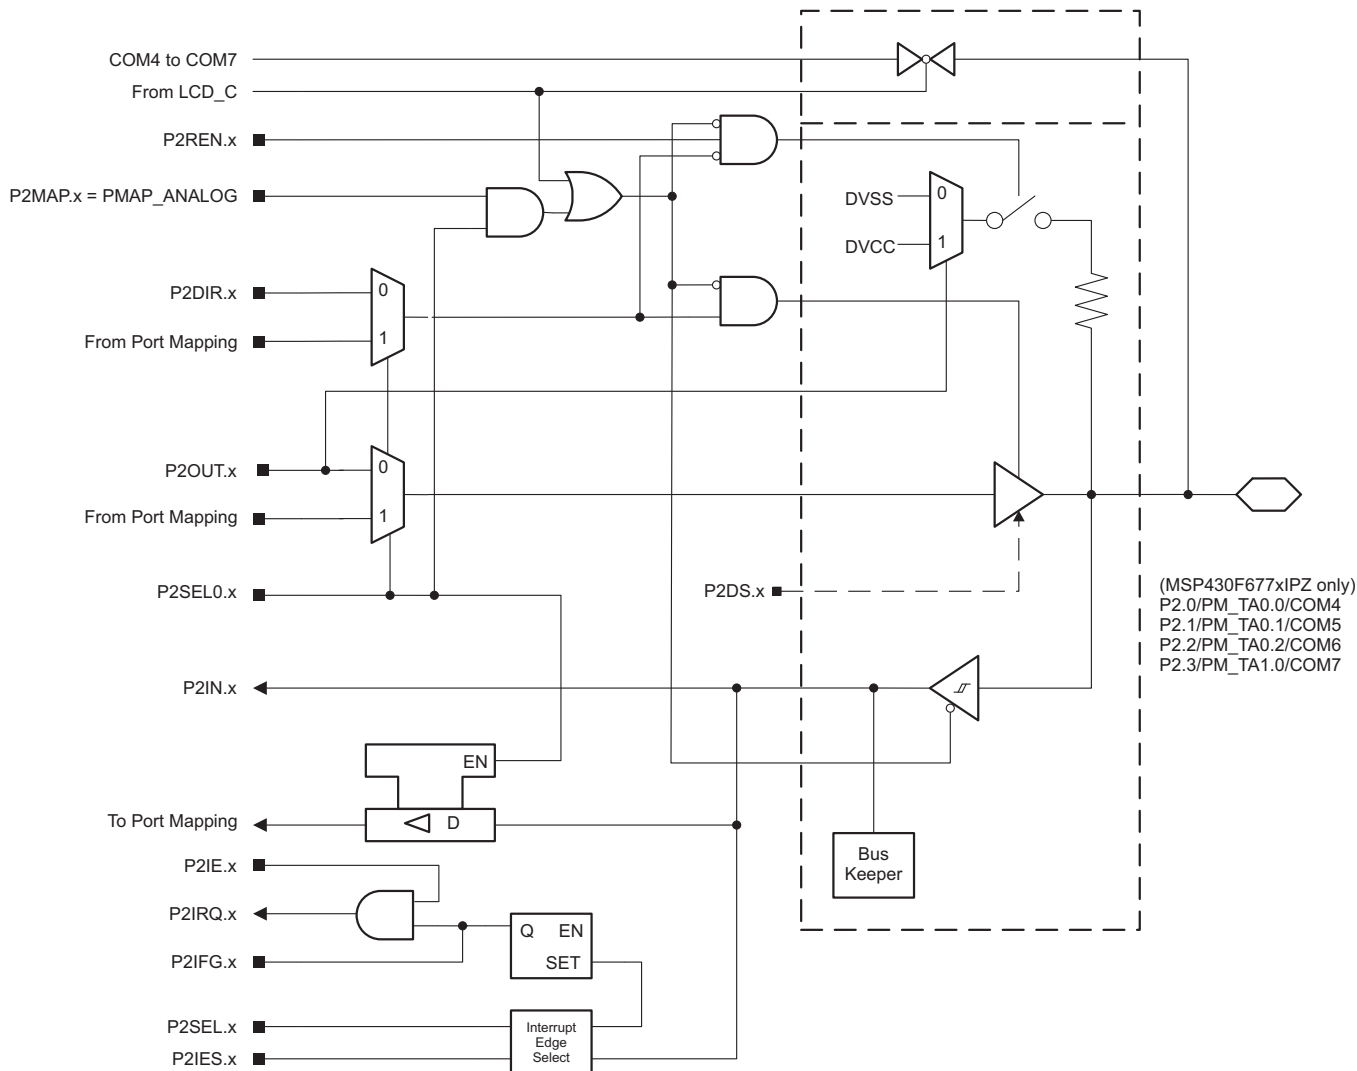 COM4 to COM7
From LCD_C
P2REN.x
P2MAP.x = PMAP_ANALOG
DVSS
0
DVCC
1
P2DIR.x
0
From Port Mapping
1
P2OUT.x
0
From Port Mapping
1
P2SEL0.x
P2DS.x
(MSP430F677xIPZ only)
P2.0/PM_TA0.0/COM4
P2.1/PM_TA0.1/COM5
P2.2/PM_TA0.2/COM6
P2.3/PM_TA1.0/COM7
P2IN.x
EN
To Port Mapping
D
Bus
Keeper
P2IE.x
P2IRQ.x
Q EN
P2IFG.x
SET
P2SEL.x
P2IES.x
Interrupt
Edge
Select